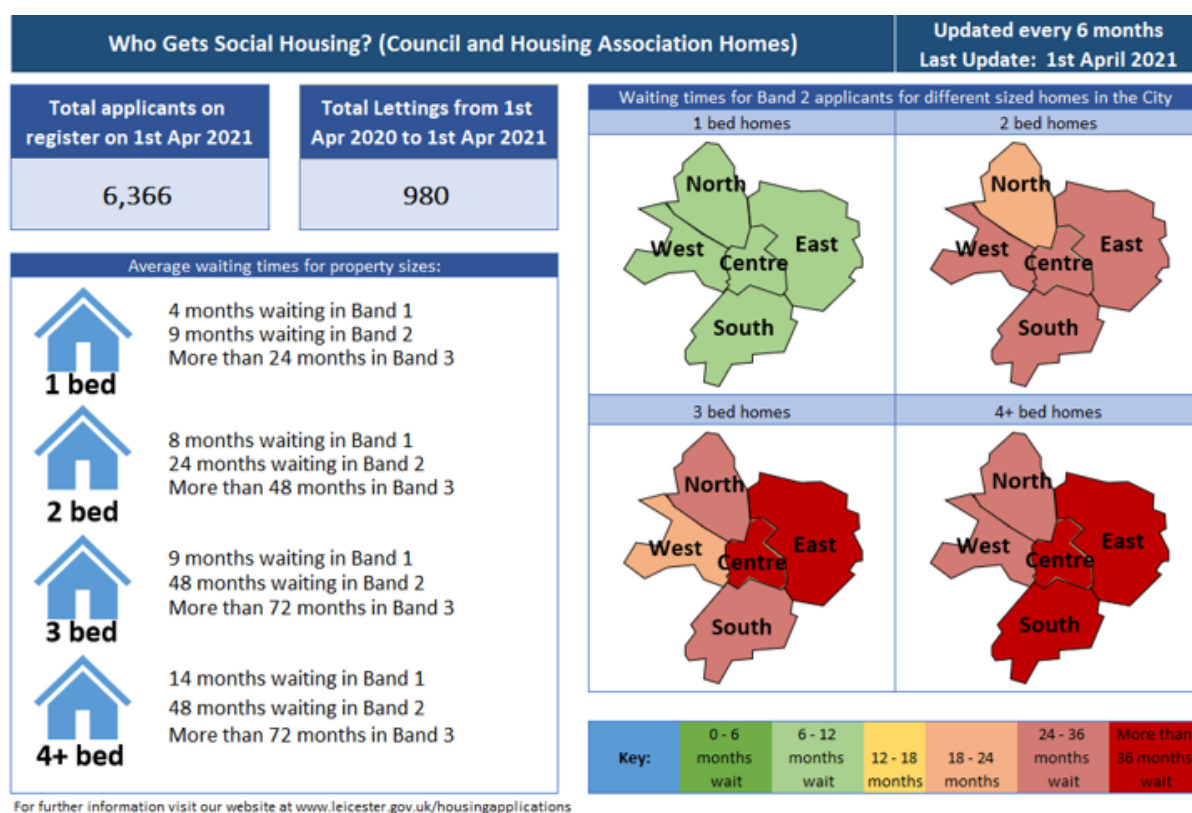 Who Gets Social Housing? (Council and Housing Association Homes)
Updated every 6 months
Last Update: 1st April 2021
Total applicants on
register on 1st Apr 2021
6,366
Total Lettings from 1st
Apr 2020 to 1st Apr 2021
980
Average waiting times for property sizes:
1 bed
4 months waiting in Band 1
9 months waiting in Band 2
More than 24 months in Band 3
2 bed
8 months waiting in Band 1
24 months waiting in Band 2
More than 48 months in Band 3
3 bed
9 months waiting in Band 1
48 months waiting in Band 2
More than 72 months in Band 3
4+ bed
14 months waiting in Band 1
48 months waiting in Band 2
More than 72 months in Band 3
Waiting times for Band 2 applicants for different sized homes in the City
1 bed homes
North
West
Centre
East
South
2 bed homes
North
West
Centre
East
South
3 bed homes
North
West
Centre
East
South
4+ bed homes
North
West
Centre
East
South
Key:
0 - 6
months
wait
6 - 12
months
wait
12 - 18
months
18 - 24
months
24 - 36
months
wait
More than
36 months
wait
For further information visit our website at www.leicester.gov.uk/housingapplications